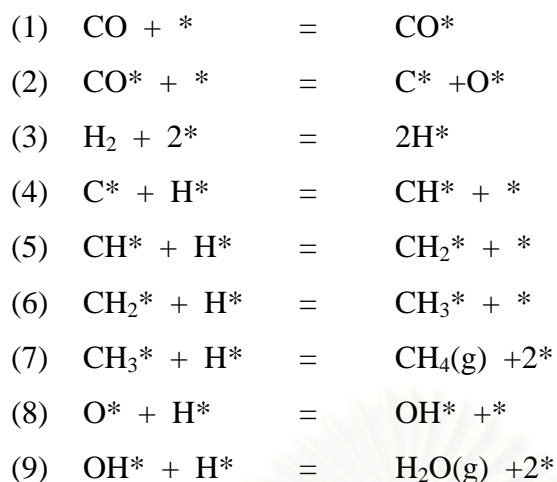 (1) CO + * = CO*
(2) CO* + * = C* +O*
(3) H₂ + 2* = 2H*
(4) C* + H* = CH* + *
(5) CH* + H* = CH₂* + *
(6) CH₂* + H* = CH₃* + *
(7) CH₃* + H* = CH₄(g) +2*
(8) O* + H* = OH* +*
(9) OH* + H* = H₂O(g) +2*